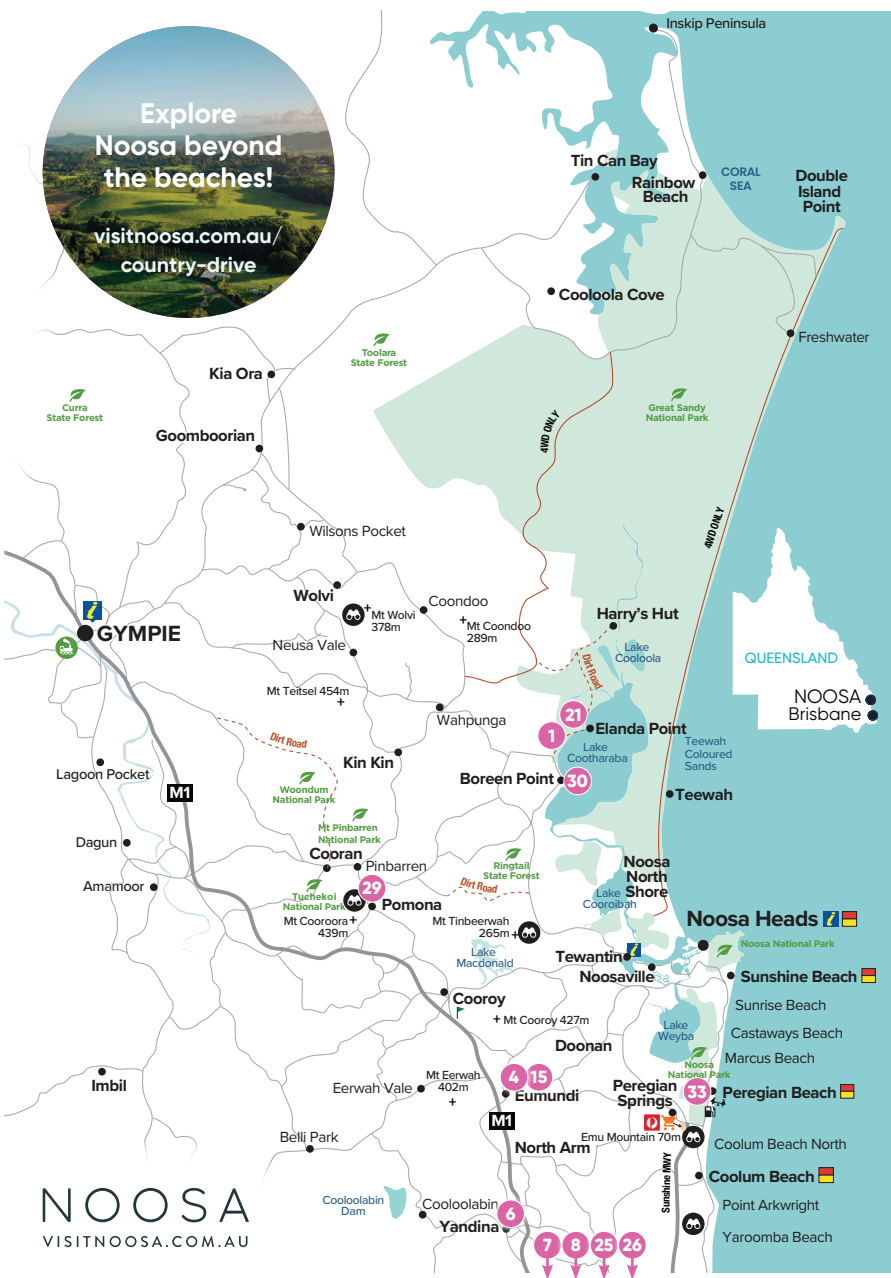 Explore
Noosa beyond
the beaches!
visitnoosa.com.au/
country-drive
Inskip Peninsula
Tin Can Bay
Rainbow
Beach
CORAL
SEA
Double
Island
Point
Cooloola Cove
Freshwater
Toolara
State Forest
Kia Ora
Curra
State Forest
Great Sandy
National Park
4WD ONLY
Goomboorian
4WD ONLY
Wilsons Pocket
Wolvi
Mt Wolvi
378m
Coondoo
Mt Coondoo
289m
Harry's Hut
GYMPIE
Neusa Vale
Lake
Cooloola
QUEENSLAND
Dirt Road
Mt Teitsel 454m
NOOSA
Brisbane
Wahpunga
21
1
Elanda Point
Dirt Road
Lake
Cootharaba
Teewah
Coloured
Sands
Kin Kin
Lagoon Pocket
Boreen Point
30
M1
Woondum
National Park
Teewah
Mt Pinbarren
National Park
Dagun
Cooran
Pinbarren
Ringtail
State Forest
Noosa
North
Shore
Amamoor
Tuchekoi
National Park
29
Dirt Road
Lake
Cooroibah
Pomona
Mt Cooroora
439m
Mt Tinbeerwah
265m
Noosa Heads
Noosa National Park
Lake
Macdonald
Tewantin
Noosaville
Sunshine Beach
Cooroy
Sunrise Beach
Mt Cooroy 427m
Lake
Weyba
Castaways Beach
Doonan
Marcus Beach
Noosa
National Park
Imbil
Mt Eerwah
402m
4
15
Eerwah Vale
Eumundi
Peregian
Springs
33
Peregian Beach
M1
Emu Mountain 70m
Belli Park
North Arm
Coolum Beach North
Sunshine MWY
Coolum Beach
Cooloolabin
Dam
Cooloolabin
6
Yandina
Point Arkwright
Yaroomba Beach
7
8
25
26
NOOSA
VISITNOOSA.COM.AU